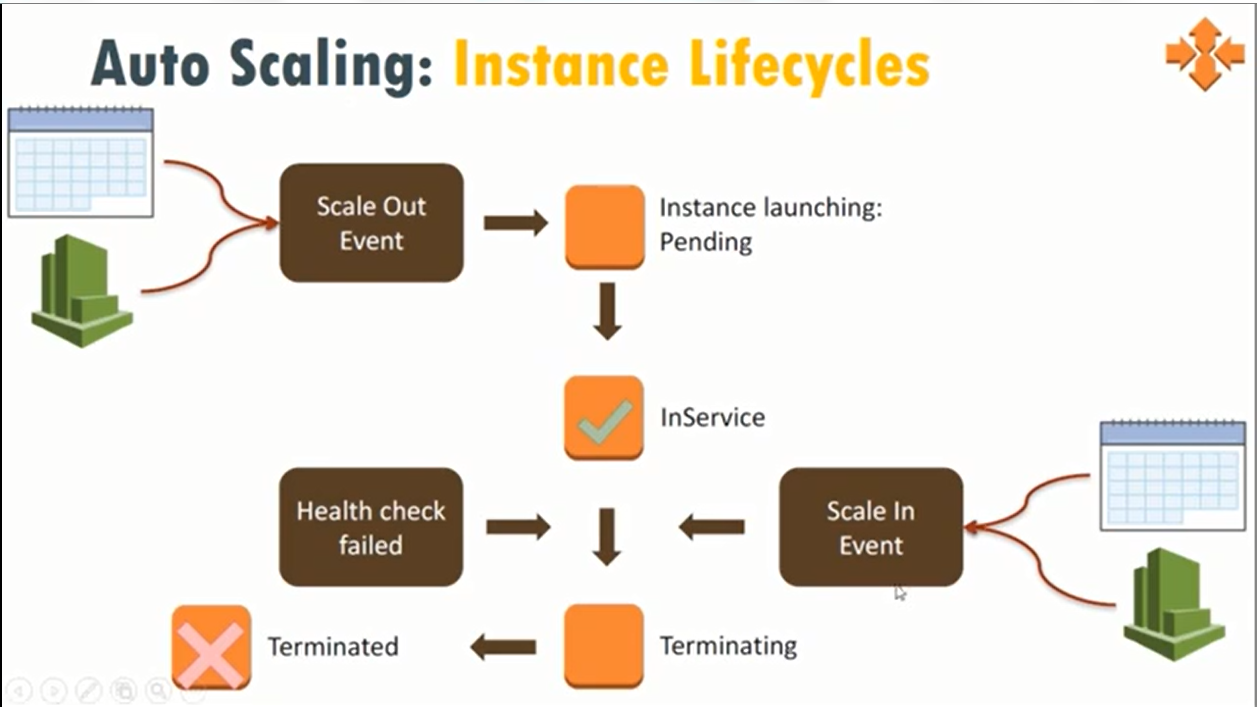 Auto Scaling: Instance Lifecycles
Scale Out
Event
Instance launching:
Pending
InService
Health check
failed
Scale In
Event
Terminated
Terminating